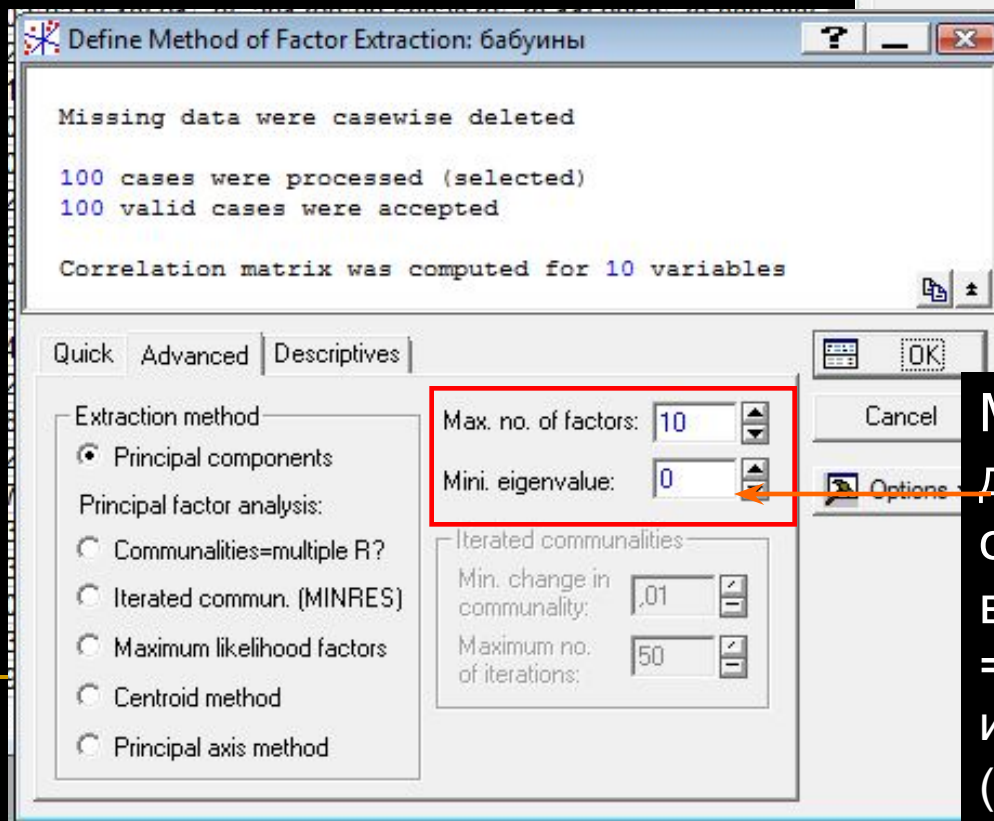 Define Method of Factor Extraction: бабуины
Missing data were casewise deleted
100 cases were processed (selected)
100 valid cases were accepted
Correlation matrix was computed for 10 variables
Quick Advanced Descriptives
OK
Cancel
Options
Extraction method
Principal components
Principal factor analysis:
Communalities=multiple R?
Iterated commun. (MINRES)
Maximum likelihood factors
Centroid method
Principal axis method
Max. no. of factors: 10
Mini. eigenvalue: 0
Iterated communalities
Min. change in
communality: ,01
Maximum no.
of iterations: 50